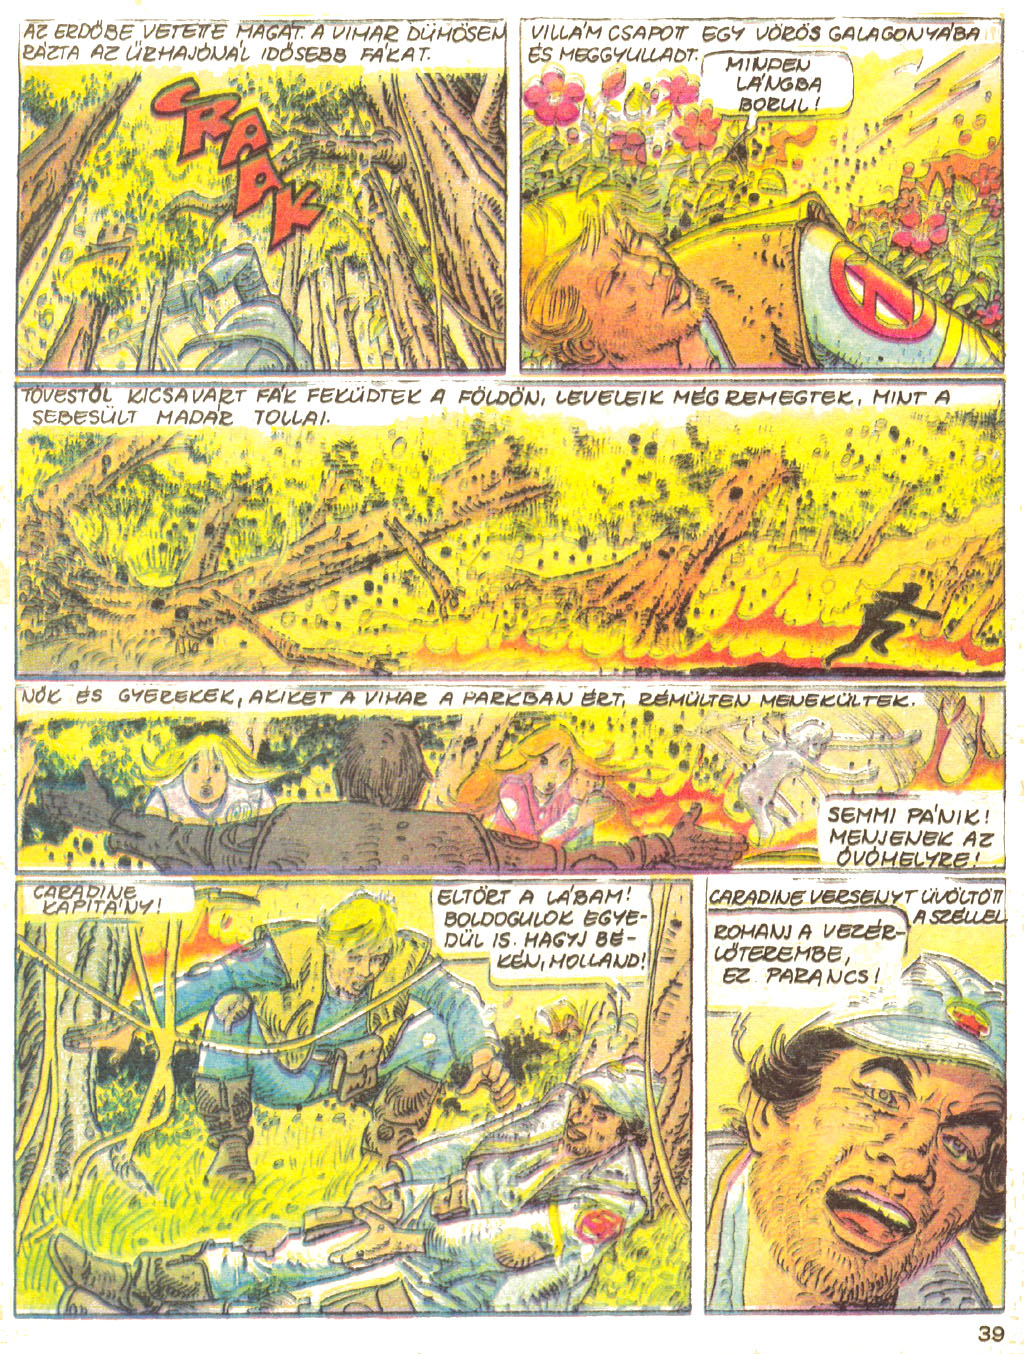 AZ ERDŐBE VETETTE MAGÁT. A VIHAR DÜHÖSEN
RÁZTA AZ ŰRHAJÓNÁL IDŐSEBB FÁKAT.
CRAAK
VILLÁM CSAPOTT EGY VÖRÖS GALAGONYÁBA
ÉS MEGGYULLADT.
MINDEN
LÁNGBA
BORUL!
TÖVESTŐL KICSAVART FÁK FEKÜDTEK A FÖLDÖN, LEVELEIK MÉG REMEGTEK, MINT A
SEBESÜLT MADÁR TOLLAI.
NŐK ÉS GYEREKEK, AKIKET A VIHAR A PARKBAN ÉRT, RÉMÜLTEN MENEKÜLTEK.
SEMMI PÁNIK!
MENJENEK AZ
ÓVÓHELYRE!
CARADINE
KAPITÁNY!
ELTÖRT A LÁBAM!
BOLDOGULOK EGYE-
DÜL IS. HAGYJ BÉ-
KÉN, MOLLAND!
CARADINE VERSENYT ÜVÖLTÖTT
A SZÉLLEL.
ROHANJ A VEZÉR-
LŐTEREMBE,
EZ PARANCS!
39